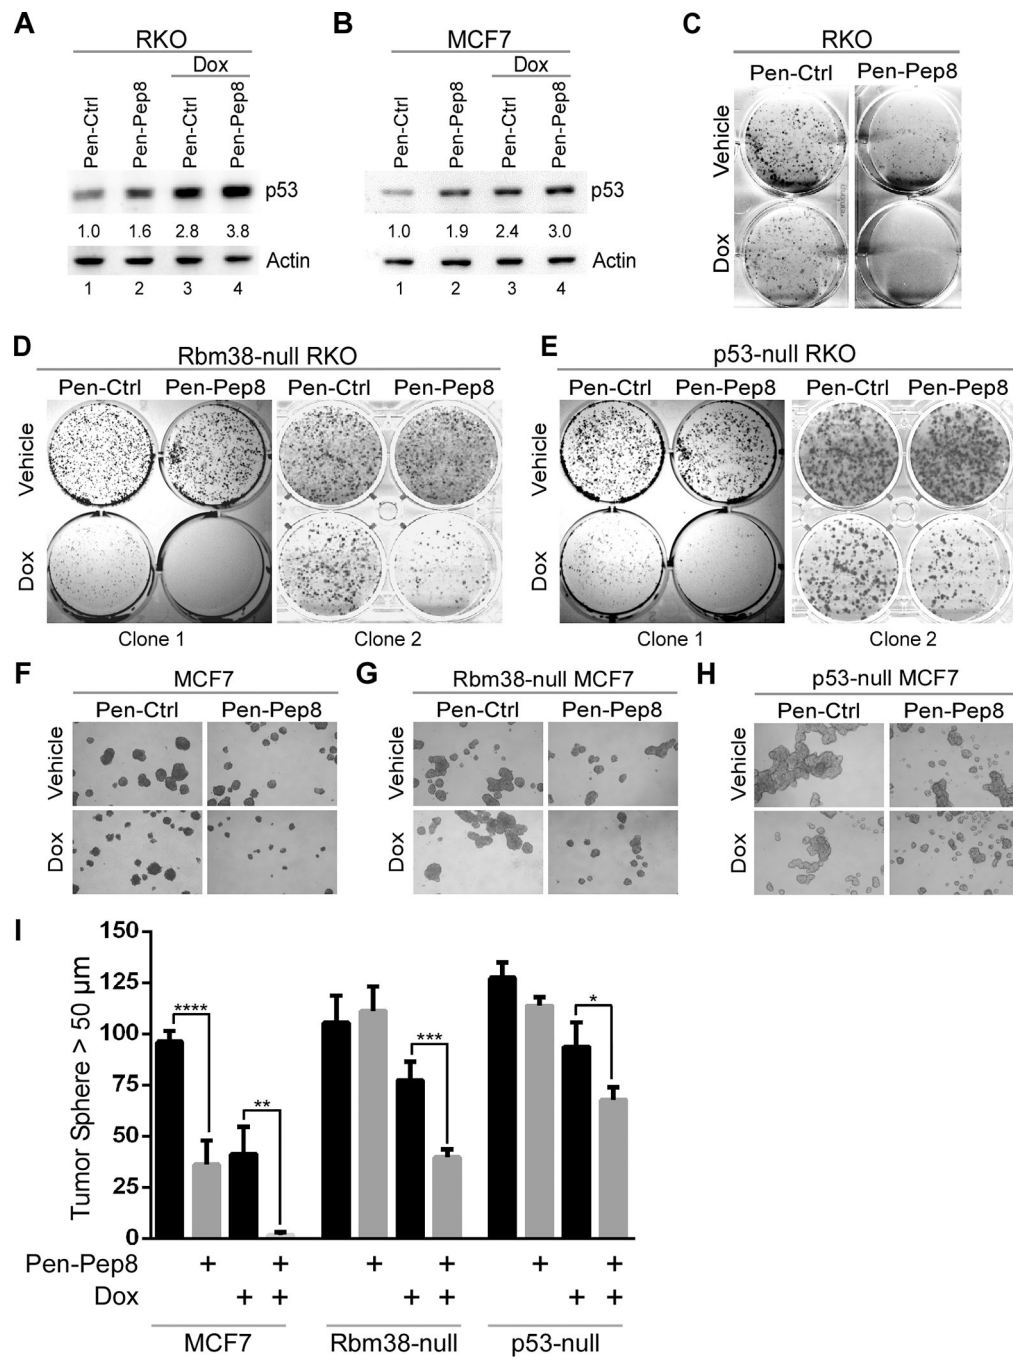 A
RKO
Dox
Pen-Ctrl
Pen-Pep8
Pen-Ctrl
Pen-Pep8
p53
1.0 1.6 2.8 3.8
Actin
1 2 3 4
B
MCF7
Dox
Pen-Ctrl
Pen-Pep8
Pen-Ctrl
Pen-Pep8
p53
1.0 1.9 2.4 3.0
Actin
1 2 3 4
C
RKO
Pen-Ctrl Pen-Pep8
Vehicle
Dox
D
Rbm38-null RKO
Pen-Ctrl Pen-Pep8 Pen-Ctrl Pen-Pep8
Vehicle
Dox
Clone 1 Clone 2
E
p53-null RKO
Pen-Ctrl Pen-Pep8 Pen-Ctrl Pen-Pep8
Vehicle
Dox
Clone 1 Clone 2
F
MCF7
Pen-Ctrl Pen-Pep8
Vehicle
Dox
G
Rbm38-null MCF7
Pen-Ctrl Pen-Pep8
Vehicle
Dox
H
p53-null MCF7
Pen-Ctrl Pen-Pep8
Vehicle
Dox
I
Tumor Sphere > 50 µm
150
125
100
75
50
25
0
****
**
***
*
Pen-Pep8 + + + + + +
Dox + + + + + +
MCF7 Rbm38-null p53-null